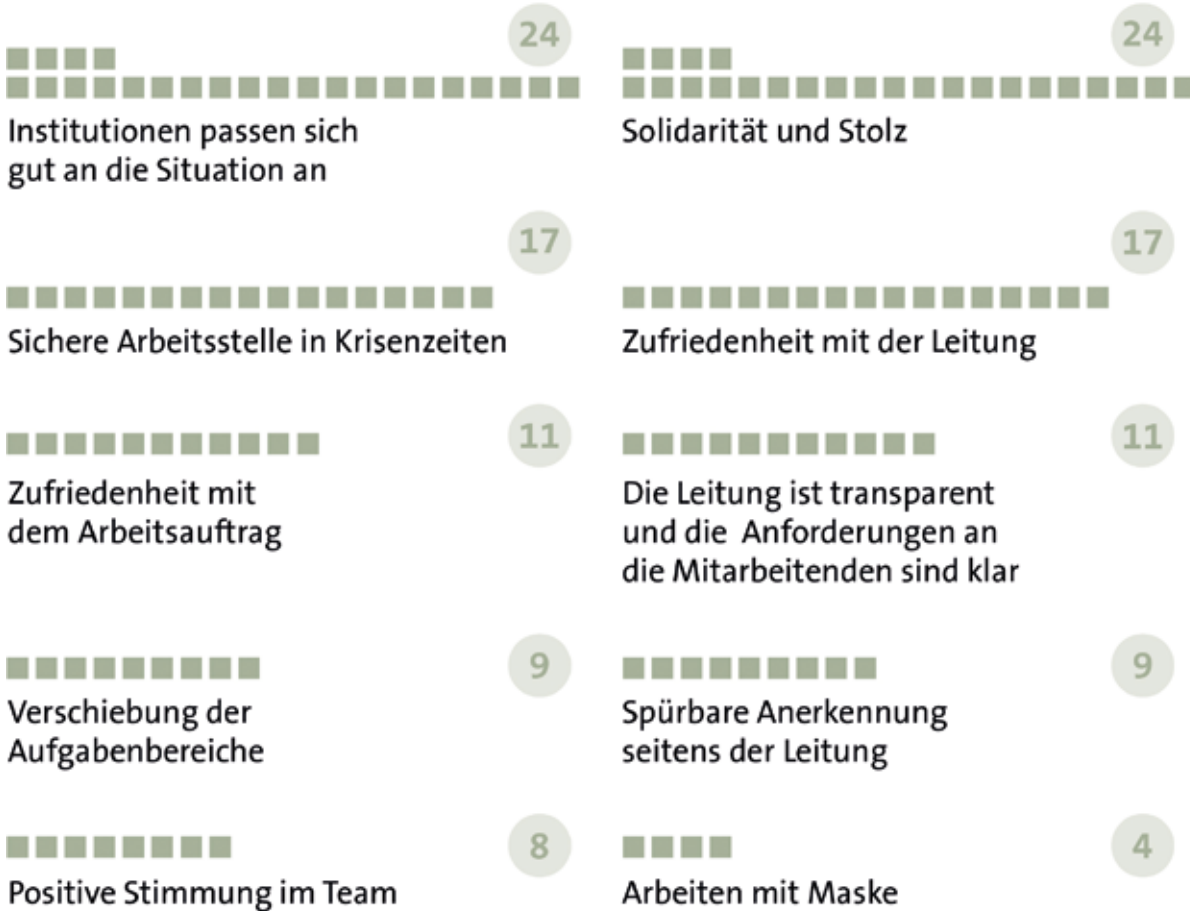 24
Institutionen passen sich
gut an die Situation an
24
Solidarität und Stolz
17
Sichere Arbeitsstelle in Krisenzeiten
17
Zufriedenheit mit der Leitung
11
Zufriedenheit mit
dem Arbeitsauftrag
11
Die Leitung ist transparent
und die Anforderungen an
die Mitarbeitenden sind klar
9
Verschiebung der
Aufgabenbereiche
9
Spürbare Anerkennung
seitens der Leitung
8
Positive Stimmung im Team
4
Arbeiten mit Maske